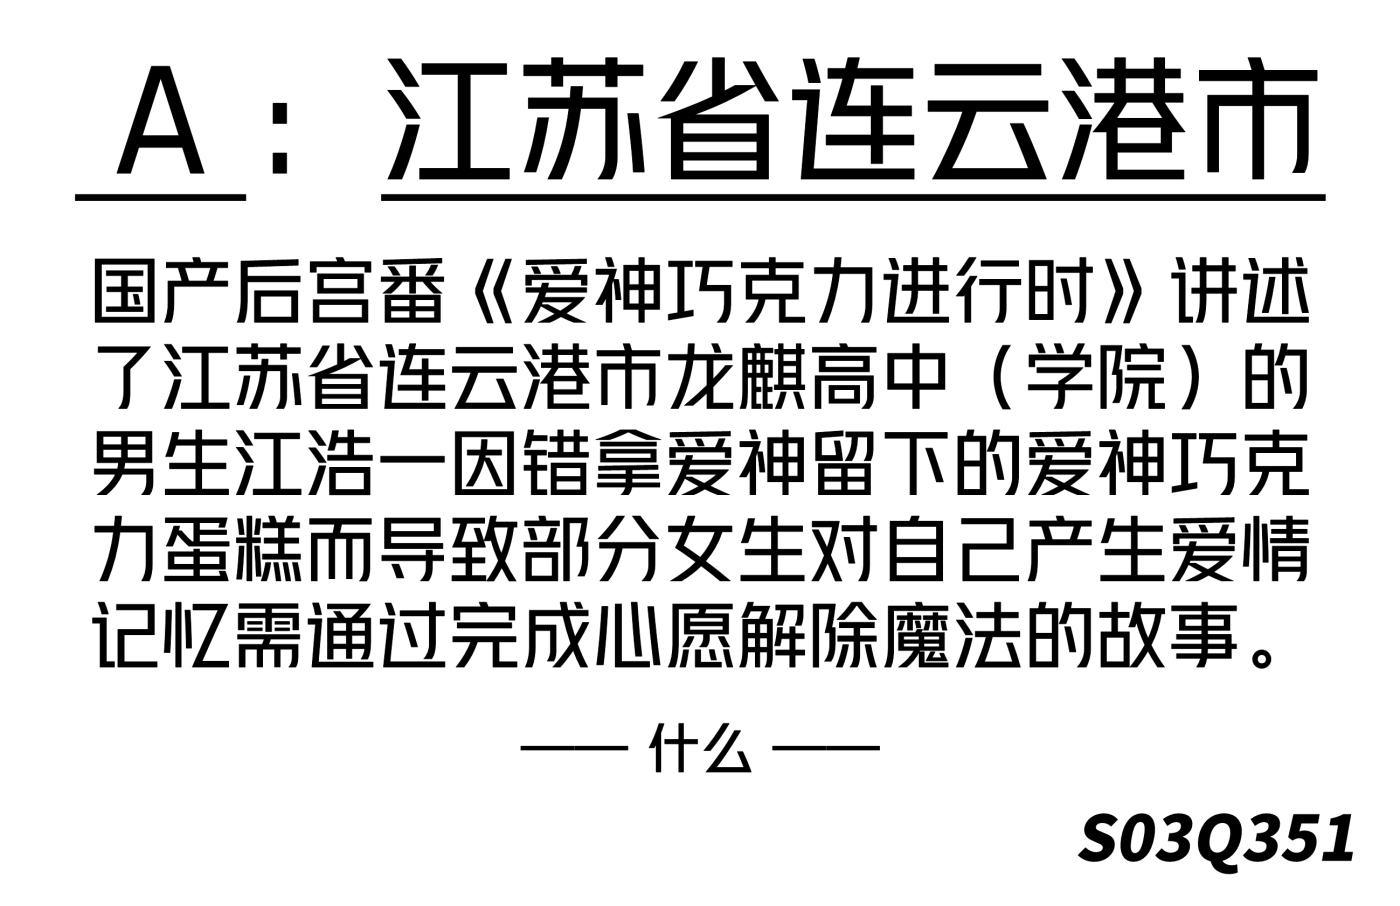 A：江苏省连云港市
国产后宫番《爱神巧克力进行时》讲述
了江苏省连云港市龙麒高中（学院）的
男生江浩一因错拿爱神留下的爱神巧克
力蛋糕而导致部分女生对自己产生爱情
记忆需通过完成心愿解除魔法的故事。
—— 什么 ——
S03Q351